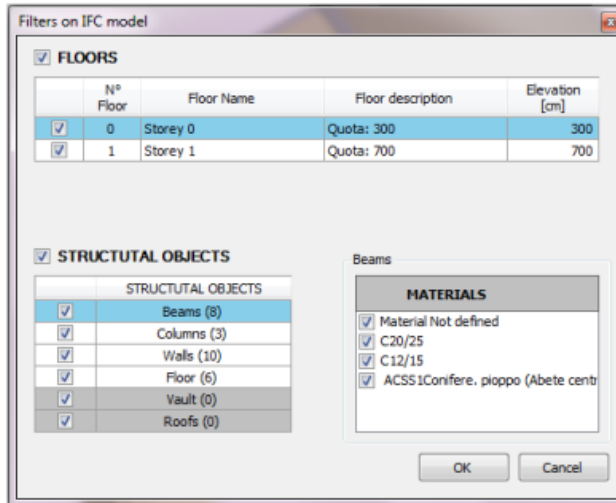 Filters on IFC model
FLOORS
N° Floor Floor Name Floor description Elevation [cm]
0 Storey 0 Quota: 300 300
1 Storey 1 Quota: 700 700
STRUCTUTAL OBJECTS
STRUCTUTAL OBJECTS
Beams (8)
Columns (3)
Walls (10)
Floor (6)
Vault (0)
Roofs (0)
Beams
MATERIALS
Material Not defined
C20/25
C12/15
ACSS1Conifere. pioppo (Abete centr
OK Cancel